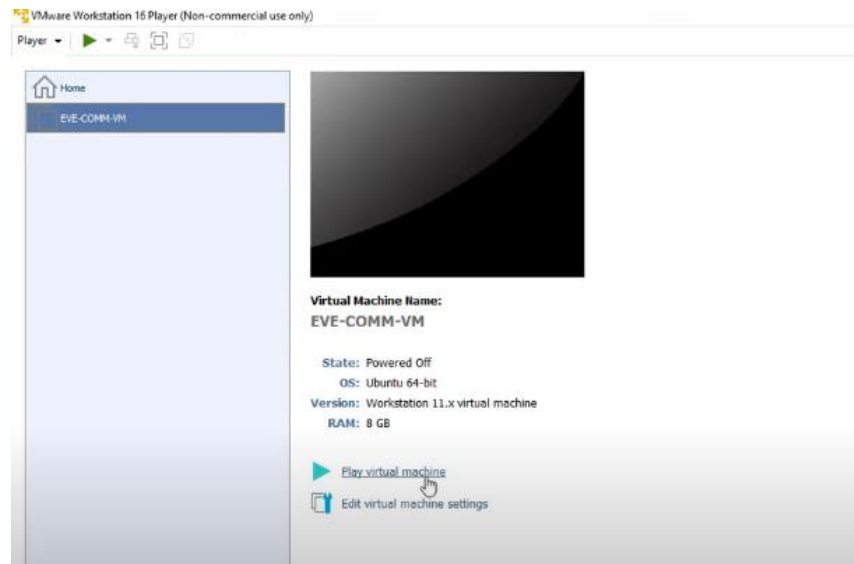 VMware Workstation 16 Player (Non-commercial use only)
Player
Home
EVE-COMM-VM
Virtual Machine Name:
EVE-COMM-VM
State: Powered Off
OS: Ubuntu 64-bit
Version: Workstation 11.x virtual machine
RAM: 8 GB
Play virtual machine
Edit virtual machine settings